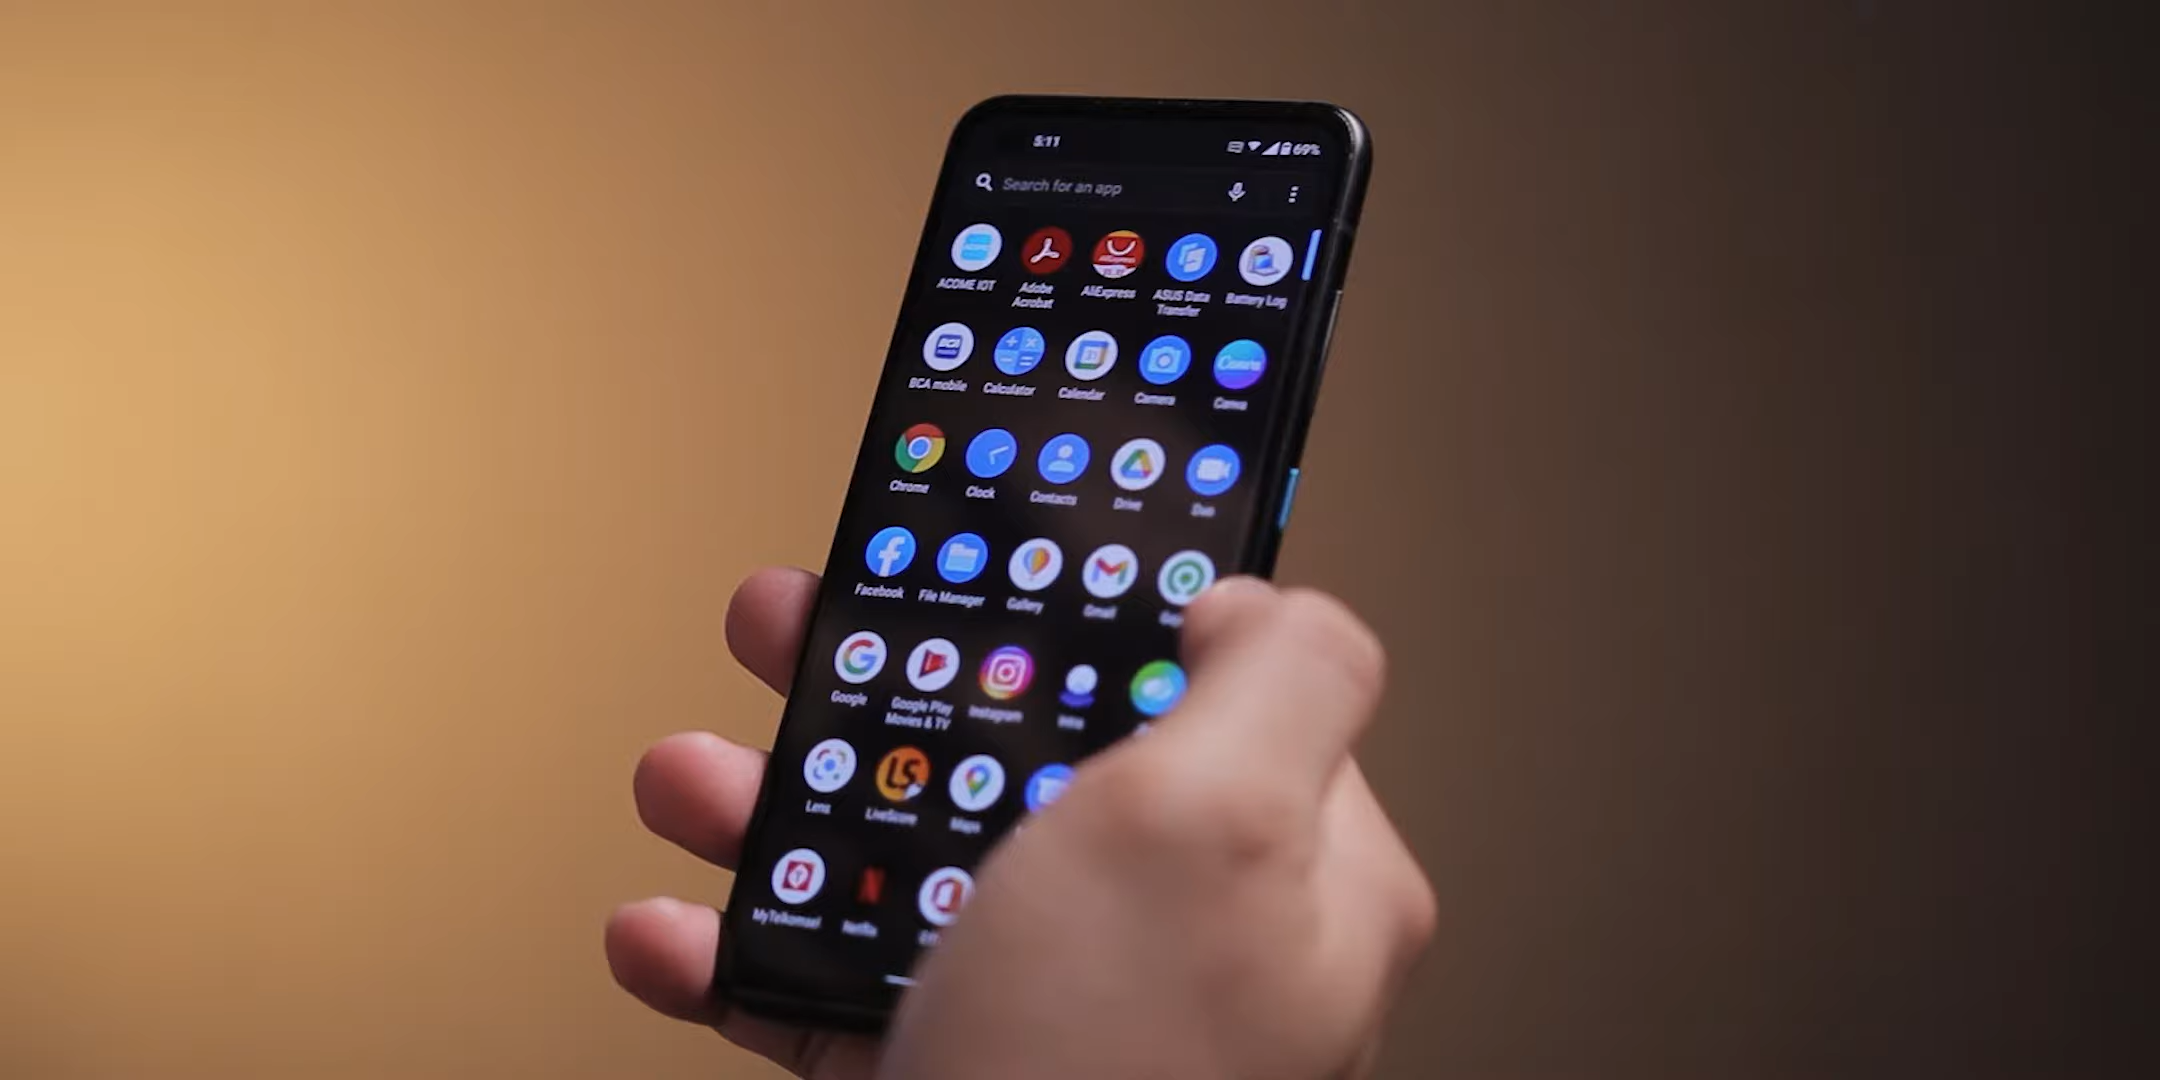 5:11 69%
Search for an app
ACOME IOT
Adobe
Acrobat
AliExpress
ASUS Data
Transfer
Battery Log
BCA mobile
Calculator
Calendar
Camera
Canva
Chrome
Clock
Contacts
Drive
Duo
Facebook
File Manager
Gallery
Gmail
Google
Google Play
Movies & TV
Instagram
Intra
Lens
LiveScore
Maps
MyTelkomsel
Netflix